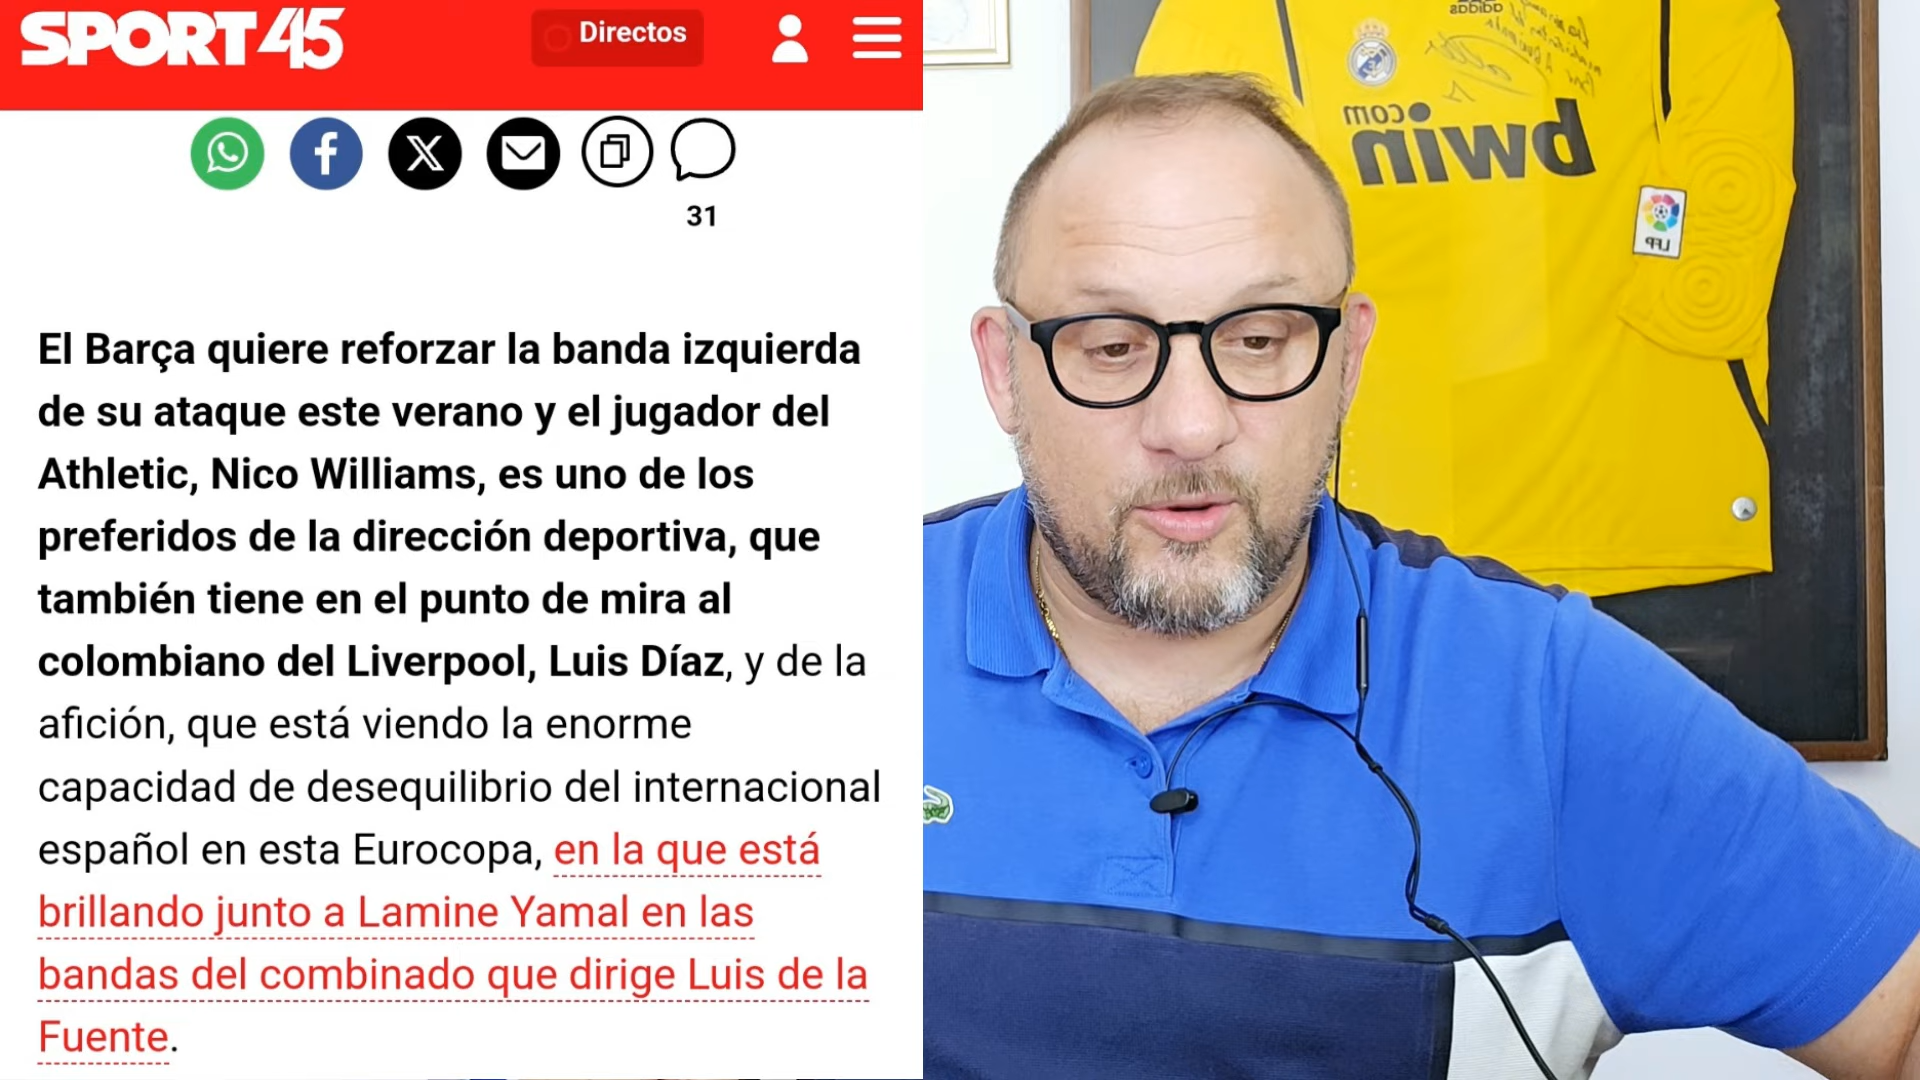 SPORT 45
Directos
31
El Barça quiere reforzar la banda izquierda
de su ataque este verano y el jugador del
Athletic, Nico Williams, es uno de los
preferidos de la dirección deportiva, que
también tiene en el punto de mira al
colombiano del Liverpool, Luis Díaz, y de la
afición, que está viendo la enorme
capacidad de desequilibrio del internacional
español en esta Eurocopa, en la que está
brillando junto a Lamine Yamal en las
bandas del combinado que dirige Luis de la
Fuente.
adidas
bwin
.com
LFP